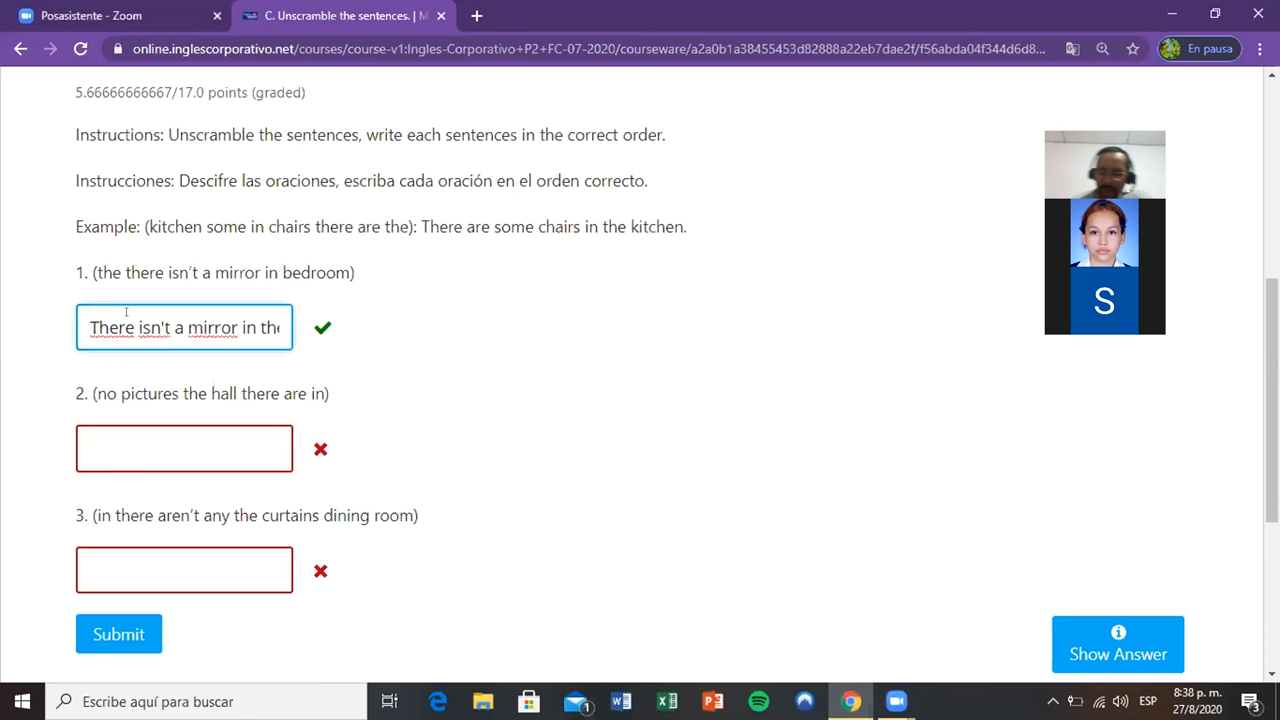 Posasistente - Zoom
C. Unscramble the sentences. | M
online.inglescorporativo.net/courses/course-v1:Ingles-Corporativo+P2+FC-07-2020/courseware/a2a0b1a38455453d82888a22eb7dae2f/f56abda04f344d6d8...
En pausa
5.66666666667/17.0 points (graded)
Instructions: Unscramble the sentences, write each sentences in the correct order.
Instrucciones: Descifre las oraciones, escriba cada oración en el orden correcto.
Example: (kitchen some in chairs there are the): There are some chairs in the kitchen.
1. (the there isn’t a mirror in bedroom)
There isn't a mirror in the
2. (no pictures the hall there are in)
3. (in there aren’t any the curtains dining room)
Submit
Show Answer
S
Escribe aquí para buscar
1
ESP
8:38 p. m.
27/8/2020
3